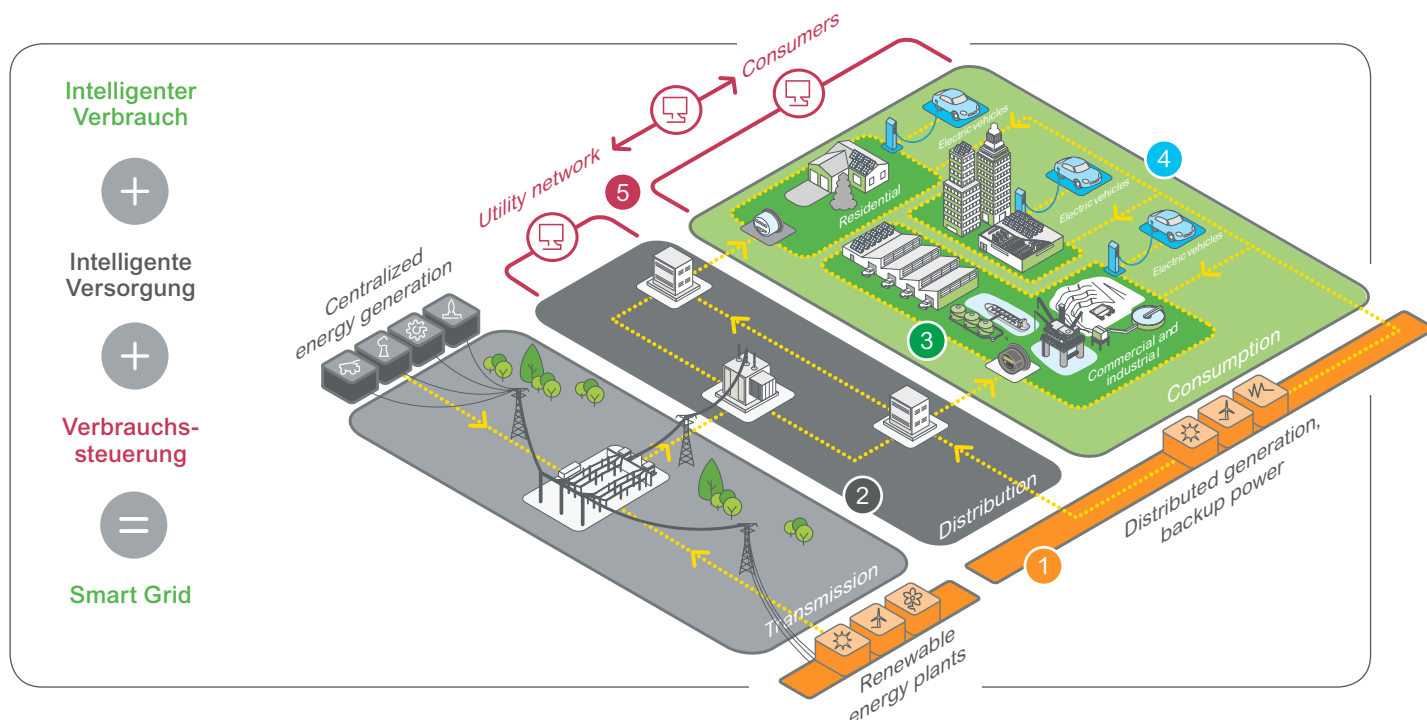 Intelligenter
Verbrauch
+
Intelligente
Versorgung
+
Verbrauchs-
steuerung
=
Smart Grid
Consumers
Utility network
5
4
Centralized
energy generation
Electric vehicles
Electric vehicles
Electric vehicles
Residential
3
Commercial and
industrial
Consumption
2
Distribution
Transmission
1
Distributed generation,
backup power
Renewable
energy plants